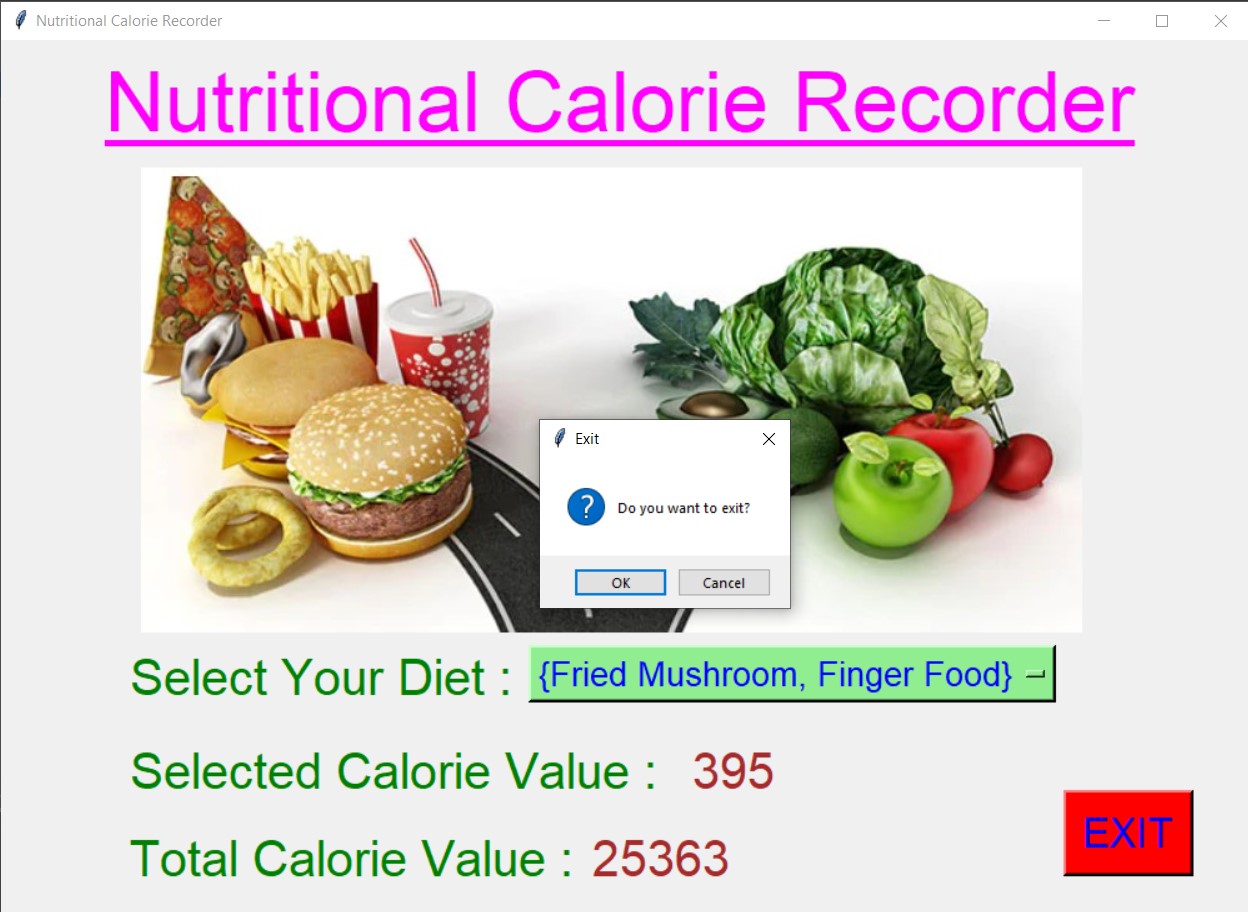 Nutritional Calorie Recorder
Nutritional Calorie Recorder
Exit
? Do you want to exit?
OK Cancel
Select Your Diet : {Fried Mushroom, Finger Food}
Selected Calorie Value : 395
EXIT
Total Calorie Value : 25363